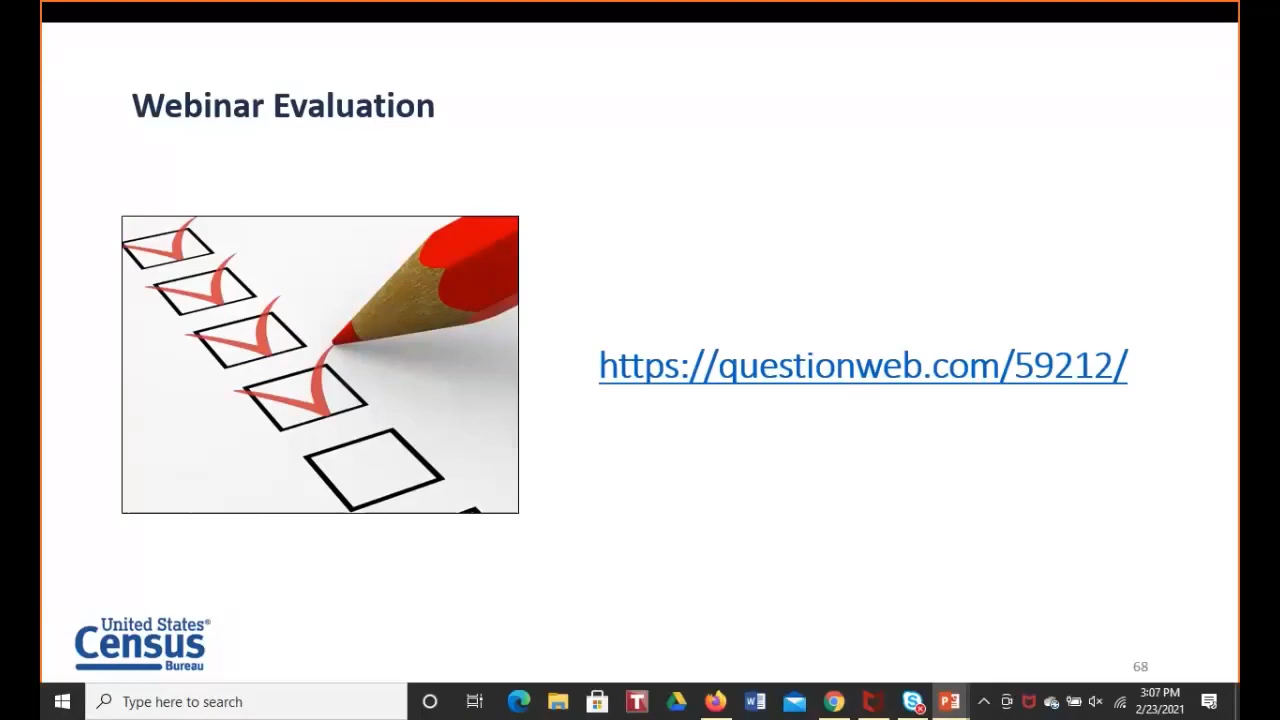 Webinar Evaluation
https://questionweb.com/59212/
United States®
Census
Bureau
68
Type here to search
3:07 PM
2/23/2021